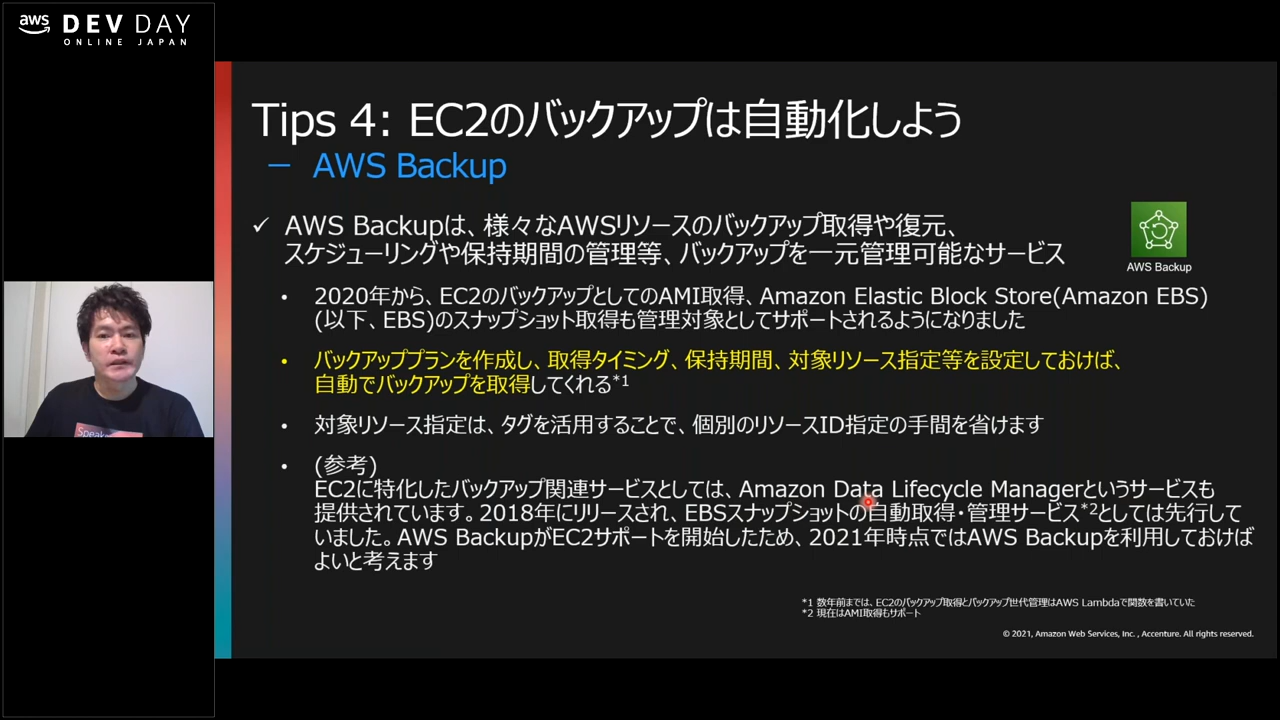 aws DEV DAY
ONLINE JAPAN
Tips 4: EC2のバックアップは自動化しよう
－ AWS Backup
✓ AWS Backupは、様々なAWSリソースのバックアップ取得や復元、
スケジューリングや保持期間の管理等、バックアップを一元管理可能なサービス
AWS Backup
• 2020年から、EC2のバックアップとしてのAMI取得、Amazon Elastic Block Store(Amazon EBS)
(以下、EBS)のスナップショット取得も管理対象としてサポートされるようになりました
• バックアッププランを作成し、取得タイミング、保持期間、対象リソース指定等を設定しておけば、
自動でバックアップを取得してくれる*1
• 対象リソース指定は、タグを活用することで、個別のリソースID指定の手間を省けます
• (参考)
EC2に特化したバックアップ関連サービスとしては、Amazon Data Lifecycle Managerというサービスも
提供されています。2018年にリリースされ、EBSスナップショットの自動取得・管理サービス*2としては先行して
いました。AWS BackupがEC2サポートを開始したため、2021年時点ではAWS Backupを利用しておけば
よいと考えます
*1 数年前までは、EC2のバックアップ取得とバックアップ世代管理はAWS Lambdaで関数を書いていた
*2 現在はAMI取得もサポート
© 2021, Amazon Web Services, Inc. , Accenture. All rights reserved.
Speake